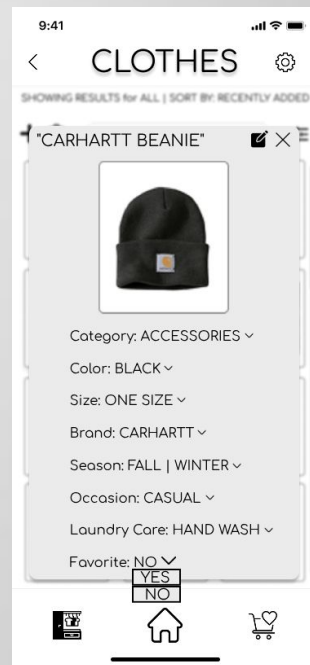 9:41
CLOTHES
SHOWING RESULTS for ALL | SORT BY: RECENTLY ADDED
"CARHARTT BEANIE"
Category: ACCESSORIES
Color: BLACK
Size: ONE SIZE
Brand: CARHARTT
Season: FALL | WINTER
Occasion: CASUAL
Laundry Care: HAND WASH
Favorite: NO
YES
NO